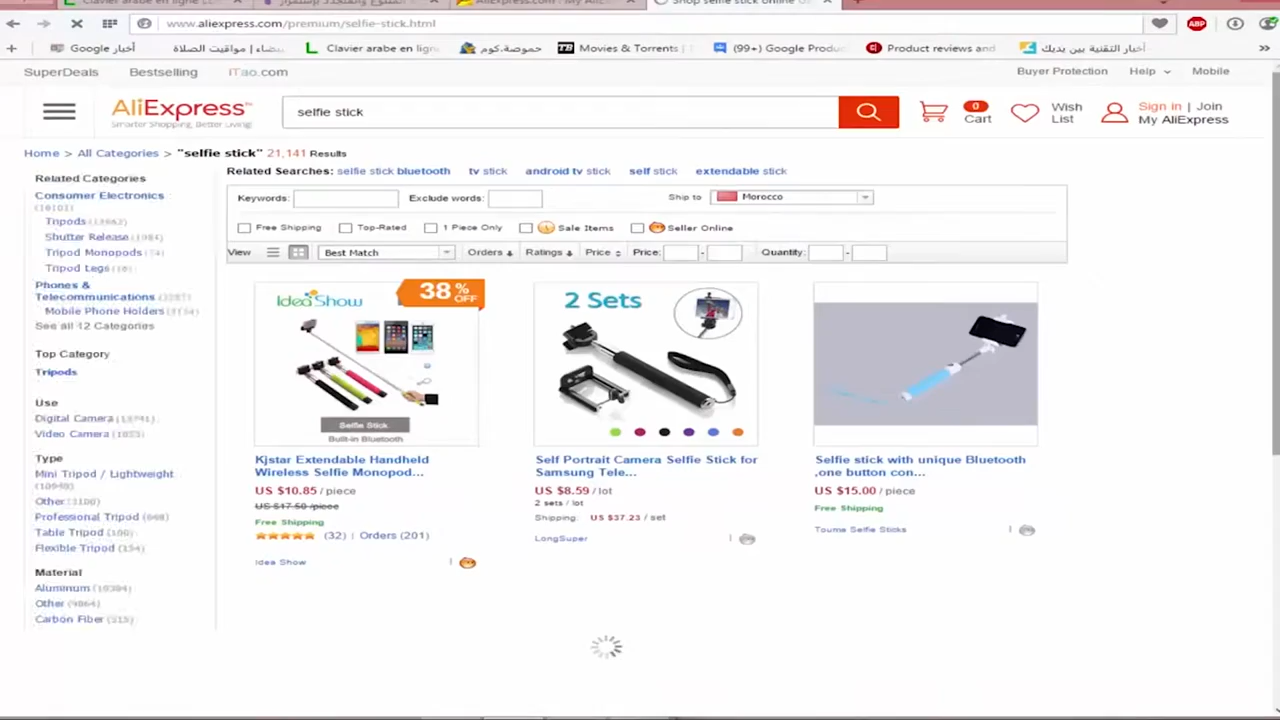 www.aliexpress.com/premium/selfie-stick.html
أخبار Google
بيضاء | مواقيت الصلاة
Clavier arabe en lign
حموصة.كوم
Movies & Torrents |
(99+) Google Produ
Product reviews and
أخبار التقنية بين يديك
SuperDeals Bestselling iTao.com Buyer Protection Help Mobile
AliExpress
Smarter Shopping, Better Living!
selfie stick
0
Cart
Wish
List
Sign in | Join
My AliExpress
Home > All Categories > "selfie stick" 21,141 Results
Related Searches: selfie stick bluetooth tv stick android tv stick self stick extendable stick
Related Categories
Consumer Electronics
Tripods
Shutter Release
Tripod Monopods
Tripod Legs
Phones &
Telecommunications
Mobile Phone Holders
See all 12 Categories
Top Category
Tripods
Use
Digital Camera
Video Camera
Type
Mini Tripod / Lightweight
Other
Professional Tripod
Table Tripod
Flexible Tripod
Material
Aluminum
Other
Carbon Fiber
Keywords: Exclude words: Ship to Morocco
Free Shipping Top-Rated 1 Piece Only Sale Items Seller Online
View Best Match Orders Ratings Price Price: - Quantity: -
IdeaShow
38 % OFF
Selfie Stick
Built-in Bluetooth
Kjstar Extendable Handheld
Wireless Selfie Monopod...
US $10.85 / piece
US $17.50 /piece
Free Shipping
(32) | Orders (201)
Idea Show
2 Sets
Self Portrait Camera Selfie Stick for
Samsung Tele...
US $8.59 / lot
2 sets / lot
Shipping: US $37.23 / set
LongSuper
Selfie stick with unique Bluetooth
,one button con...
US $15.00 / piece
Free Shipping
Touma Selfie Sticks